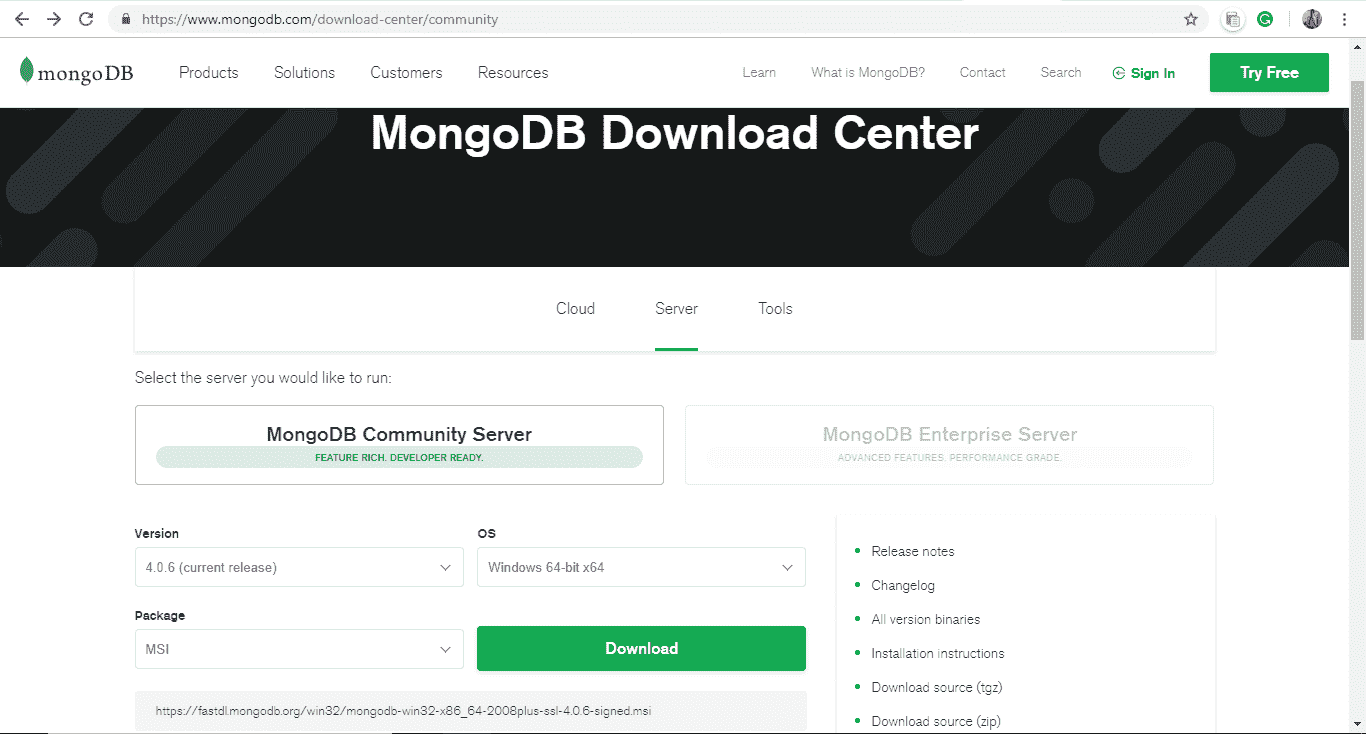 https://www.mongodb.com/download-center/community
mongoDB Products Solutions Customers Resources Learn What is MongoDB? Contact Search Sign In Try Free
MongoDB Download Center
Cloud Server Tools
Select the server you would like to run:
MongoDB Community Server
FEATURE RICH. DEVELOPER READY.
MongoDB Enterprise Server
ADVANCED FEATURES. PERFORMANCE GRADE.
Version
4.0.6 (current release)
OS
Windows 64-bit x64
Package
MSI
Download
https://fastdl.mongodb.org/win32/mongodb-win32-x86_64-2008plus-ssl-4.0.6-signed.msi
Release notes
Changelog
All version binaries
Installation instructions
Download source (tgz)
Download source (zip)